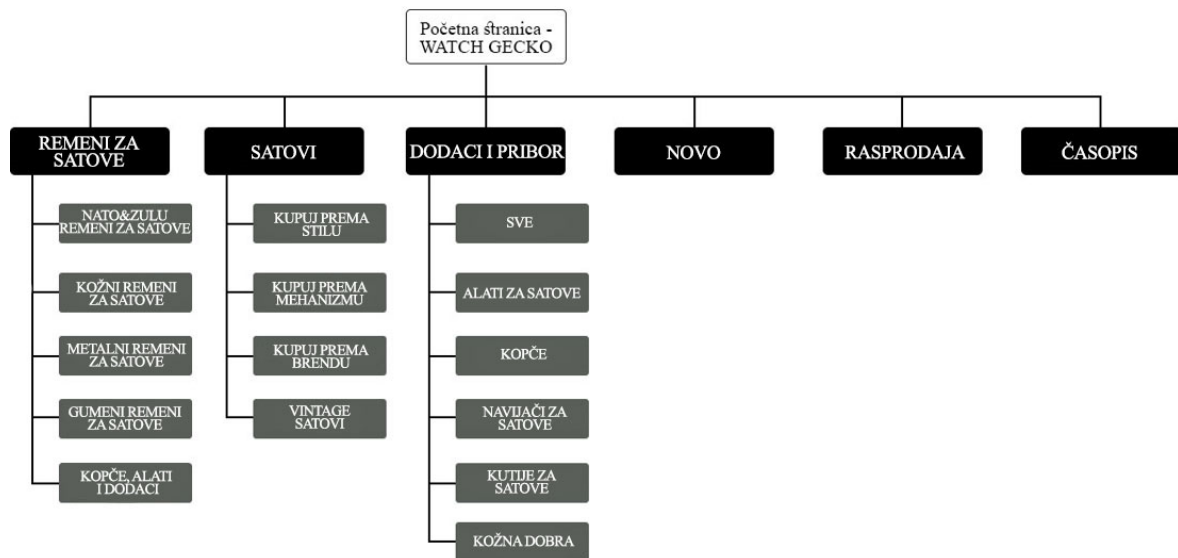 Početna stranica -
WATCH GECKO
REMENI ZA
SATOVE
SATOVI
DODACI I PRIBOR
NOVO
RASPRODAJA
ČASOPIS
NATO&ZULU
REMENI ZA SATOVE
KOŽNI REMENI
ZA SATOVE
METALNI REMENI
ZA SATOVE
GUMENI REMENI
ZA SATOVE
KOPČE, ALATI
I DODACI
KUPUJ PREMA
STILU
KUPUJ PREMA
MEHANIZMU
KUPUJ PREMA
BRENDU
VINTAGE
SATOVI
SVE
ALATI ZA SATOVE
KOPČE
NAVIJAČI ZA
SATOVE
KUTIJE ZA
SATOVE
KOŽNA DOBRA